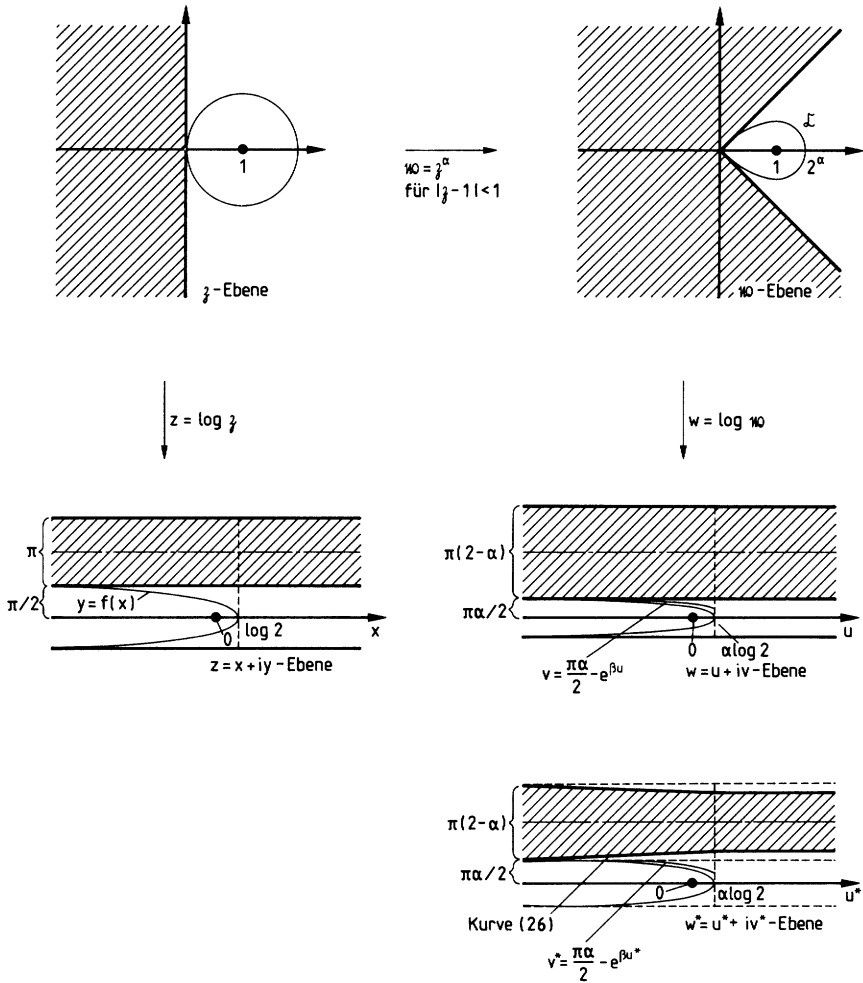 1
𝔷-Ebene
𝔴 = 𝔷^α
für |𝔷-1|<1
ℒ
1
2^α
𝔴-Ebene
z = log 𝔷
w = log 𝔴
π
π/2
y=f(x)
0
log 2
x
z = x + iy - Ebene
π(2-α)
πα/2
0
αlog 2
u
v = πα/2 - e^βu
w = u + iv - Ebene
π(2-α)
πα/2
0
αlog 2
u*
Kurve (26)
w* = u* + iv* - Ebene
v* = πα/2 - e^βu*